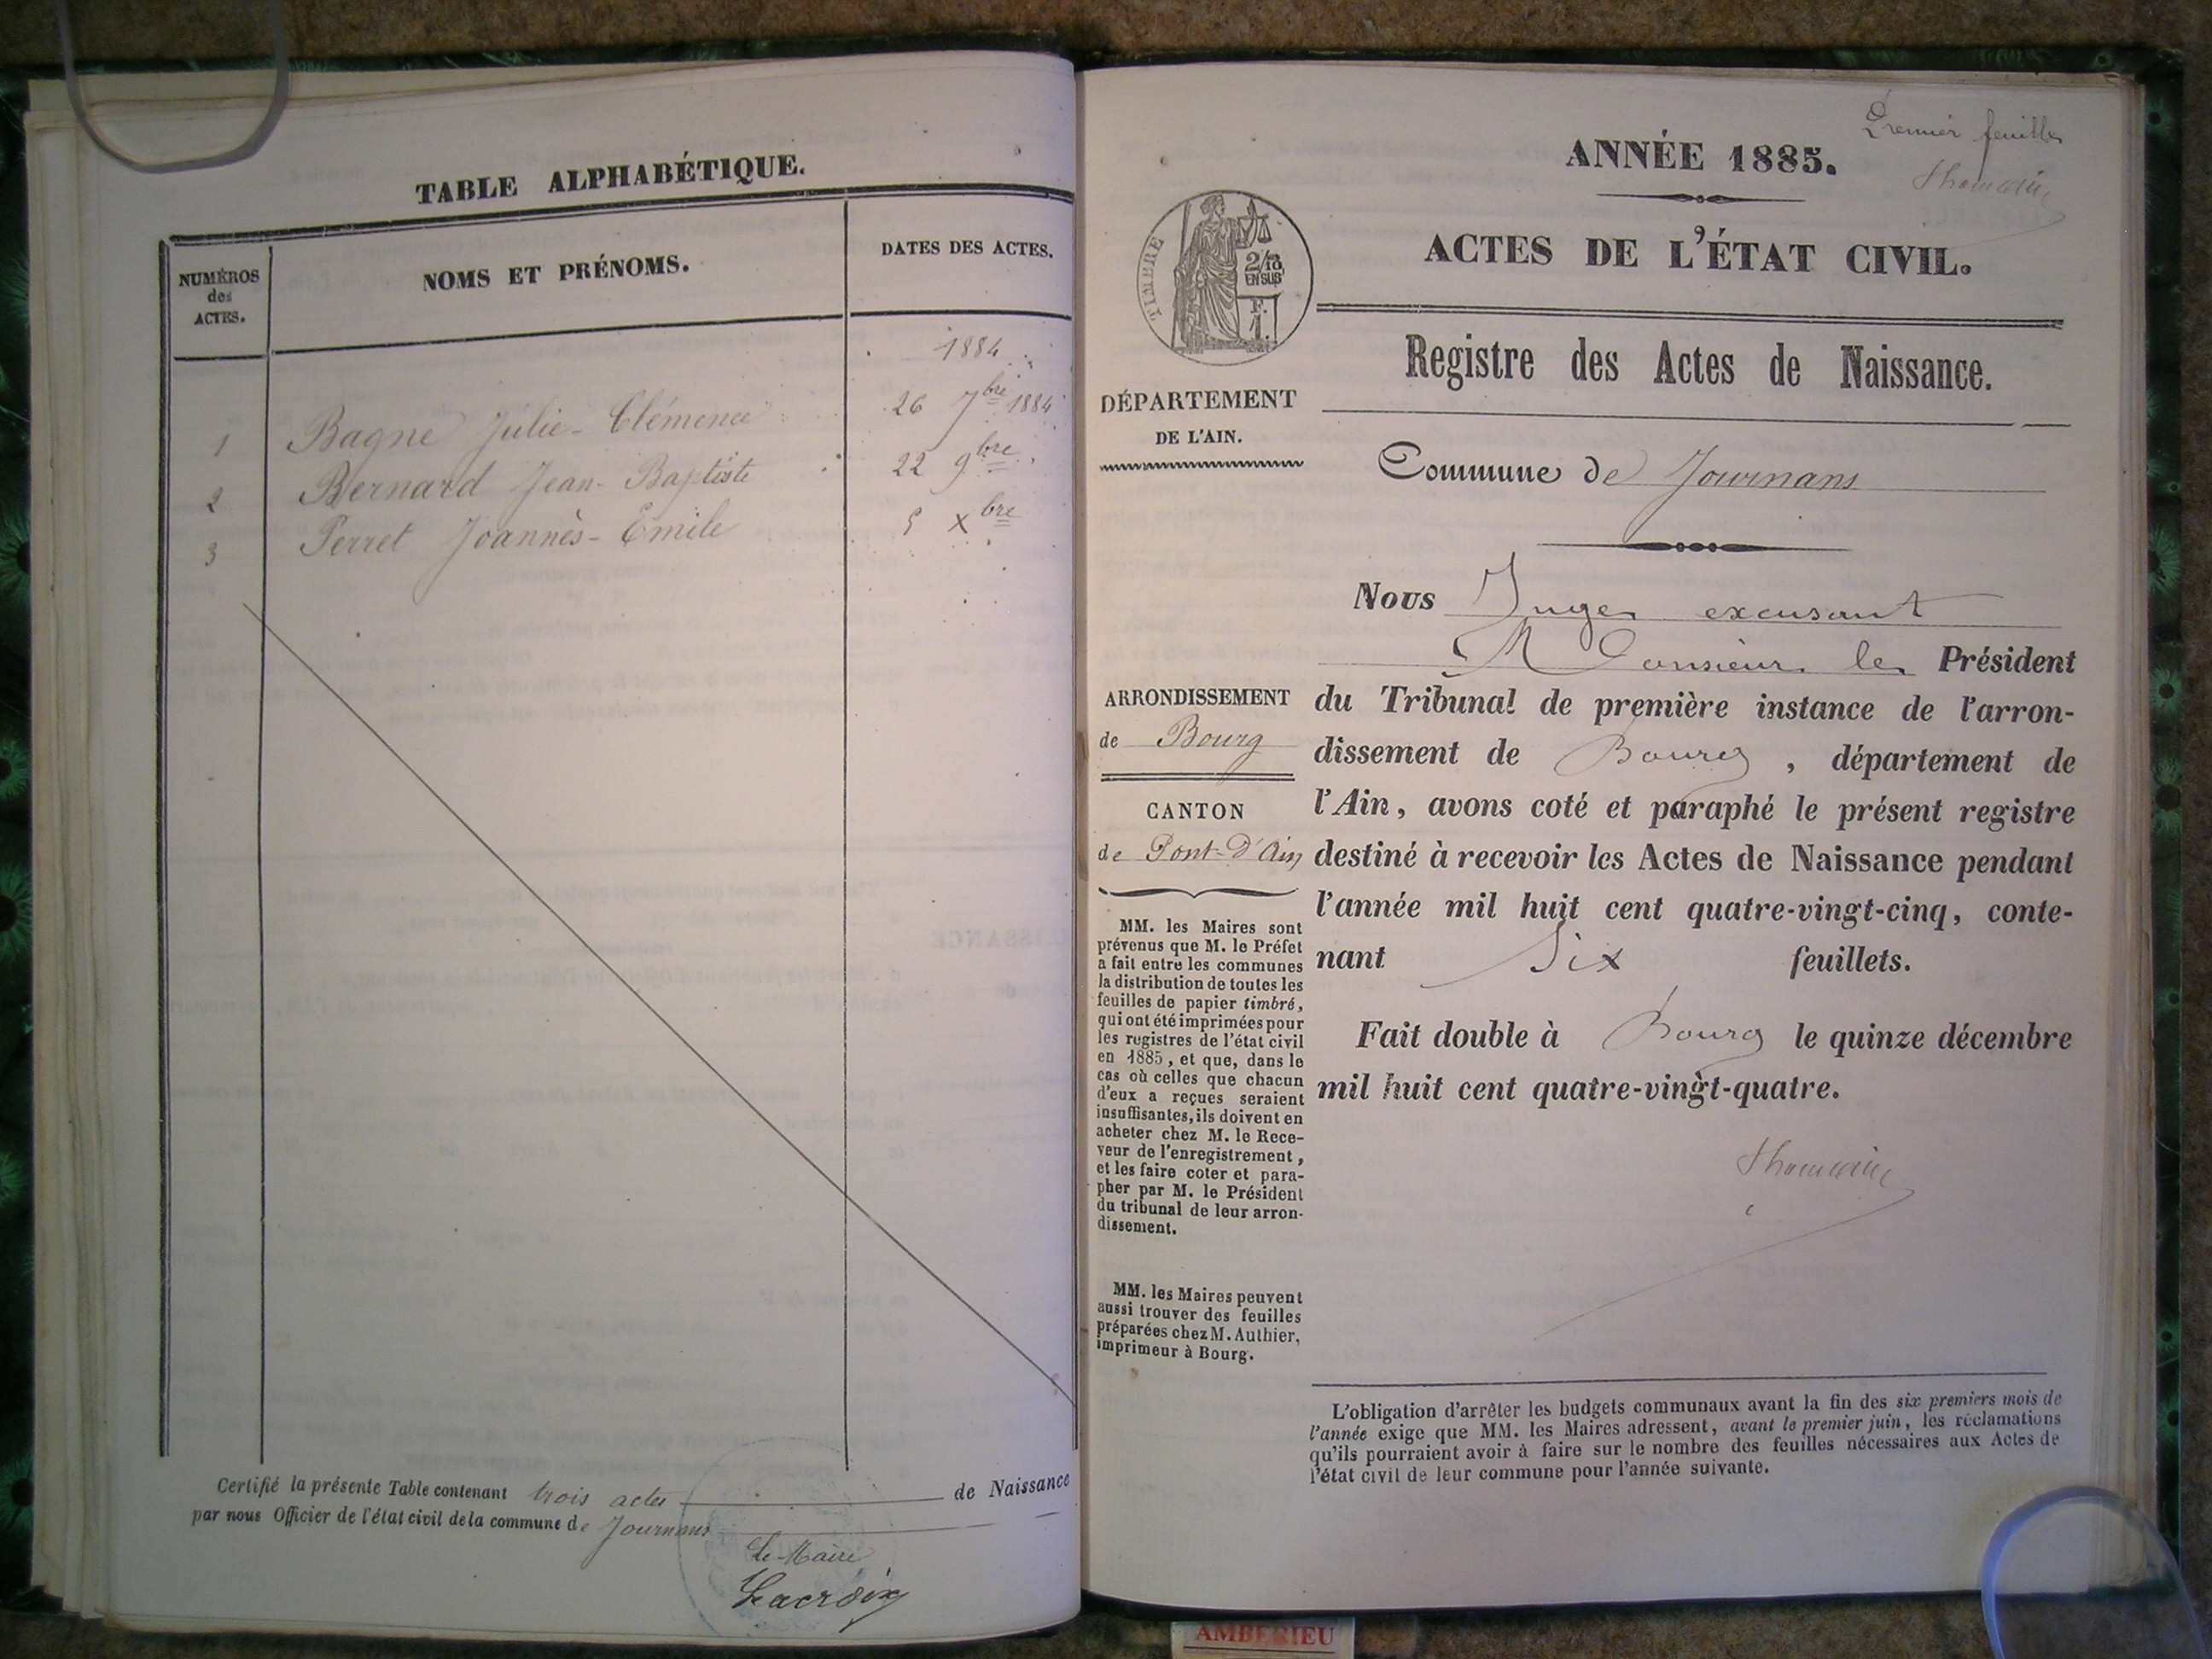 TABLE ALPHABÉTIQUE.
NUMÉROS des ACTES.
NOMS ET PRÉNOMS.
DATES DES ACTES.
1884
1 Bagne Julie-Clémence 26 7bre 1884
2 Bernard Jean-Baptiste 22 9bre
3 Perret Joannès-Emile 5 Xbre
Certifié la présente Table contenant trois actes de Naissance
par nous Officier de l'état civil de la commune de Journans
Le Maire
Lacroix
Premier feuillet
ANNÉE 1885.
ACTES DE L'ÉTAT CIVIL.
TIMBRE
2/10
EN SUS
F.
1.
Registre des Actes de Naissance.
DÉPARTEMENT
DE L'AIN.
Commune de Journans
Nous Juge excusant
Monsieur le Président
du Tribunal de première instance de l'arron-
dissement de Bourg, département de
l'Ain, avons coté et paraphé le présent registre
destiné à recevoir les Actes de Naissance pendant
l'année mil huit cent quatre-vingt-cinq, conte-
nant Six feuillets.
Fait double à Bourg le quinze décembre
mil huit cent quatre-vingt-quatre.
ARRONDISSEMENT
de Bourg
CANTON
de Pont-d'Ain
MM. les Maires sont
prévenus que M. le Préfet
a fait entre les communes
la distribution de toutes les
feuilles de papier timbré,
qui ont été imprimées pour
les registres de l'état civil
en 1885, et que, dans le
cas où celles que chacun
d'eux a reçues seraient
insuffisantes, ils doivent en
acheter chez M. le Rece-
veur de l'enregistrement,
et les faire coter et para-
pher par M. le Président
du tribunal de leur arron-
dissement.
MM. les Maires peuvent
aussi trouver des feuilles
préparées chez M. Authier,
imprimeur à Bourg.
L'obligation d'arrêter les budgets communaux avant la fin des six premiers mois de
l'année exige que MM. les Maires adressent, avant le premier juin, les réclamations
qu'ils pourraient avoir à faire sur le nombre des feuilles nécessaires aux Actes de
l'état civil de leur commune pour l'année suivante.
AMBERIEU